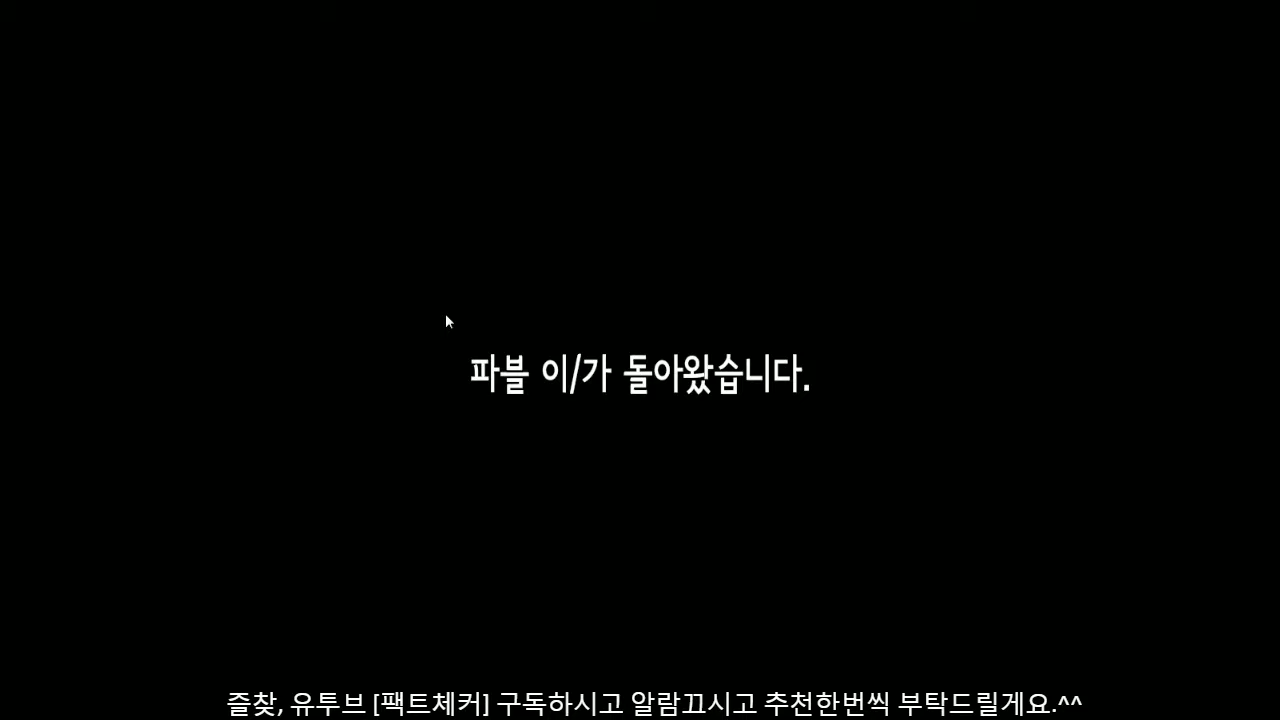 파블 이/가 돌아왔습니다.
즐찾, 유투브 [팩트체커] 구독하시고 알람끄시고 추천한번씩 부탁드릴게요.^^